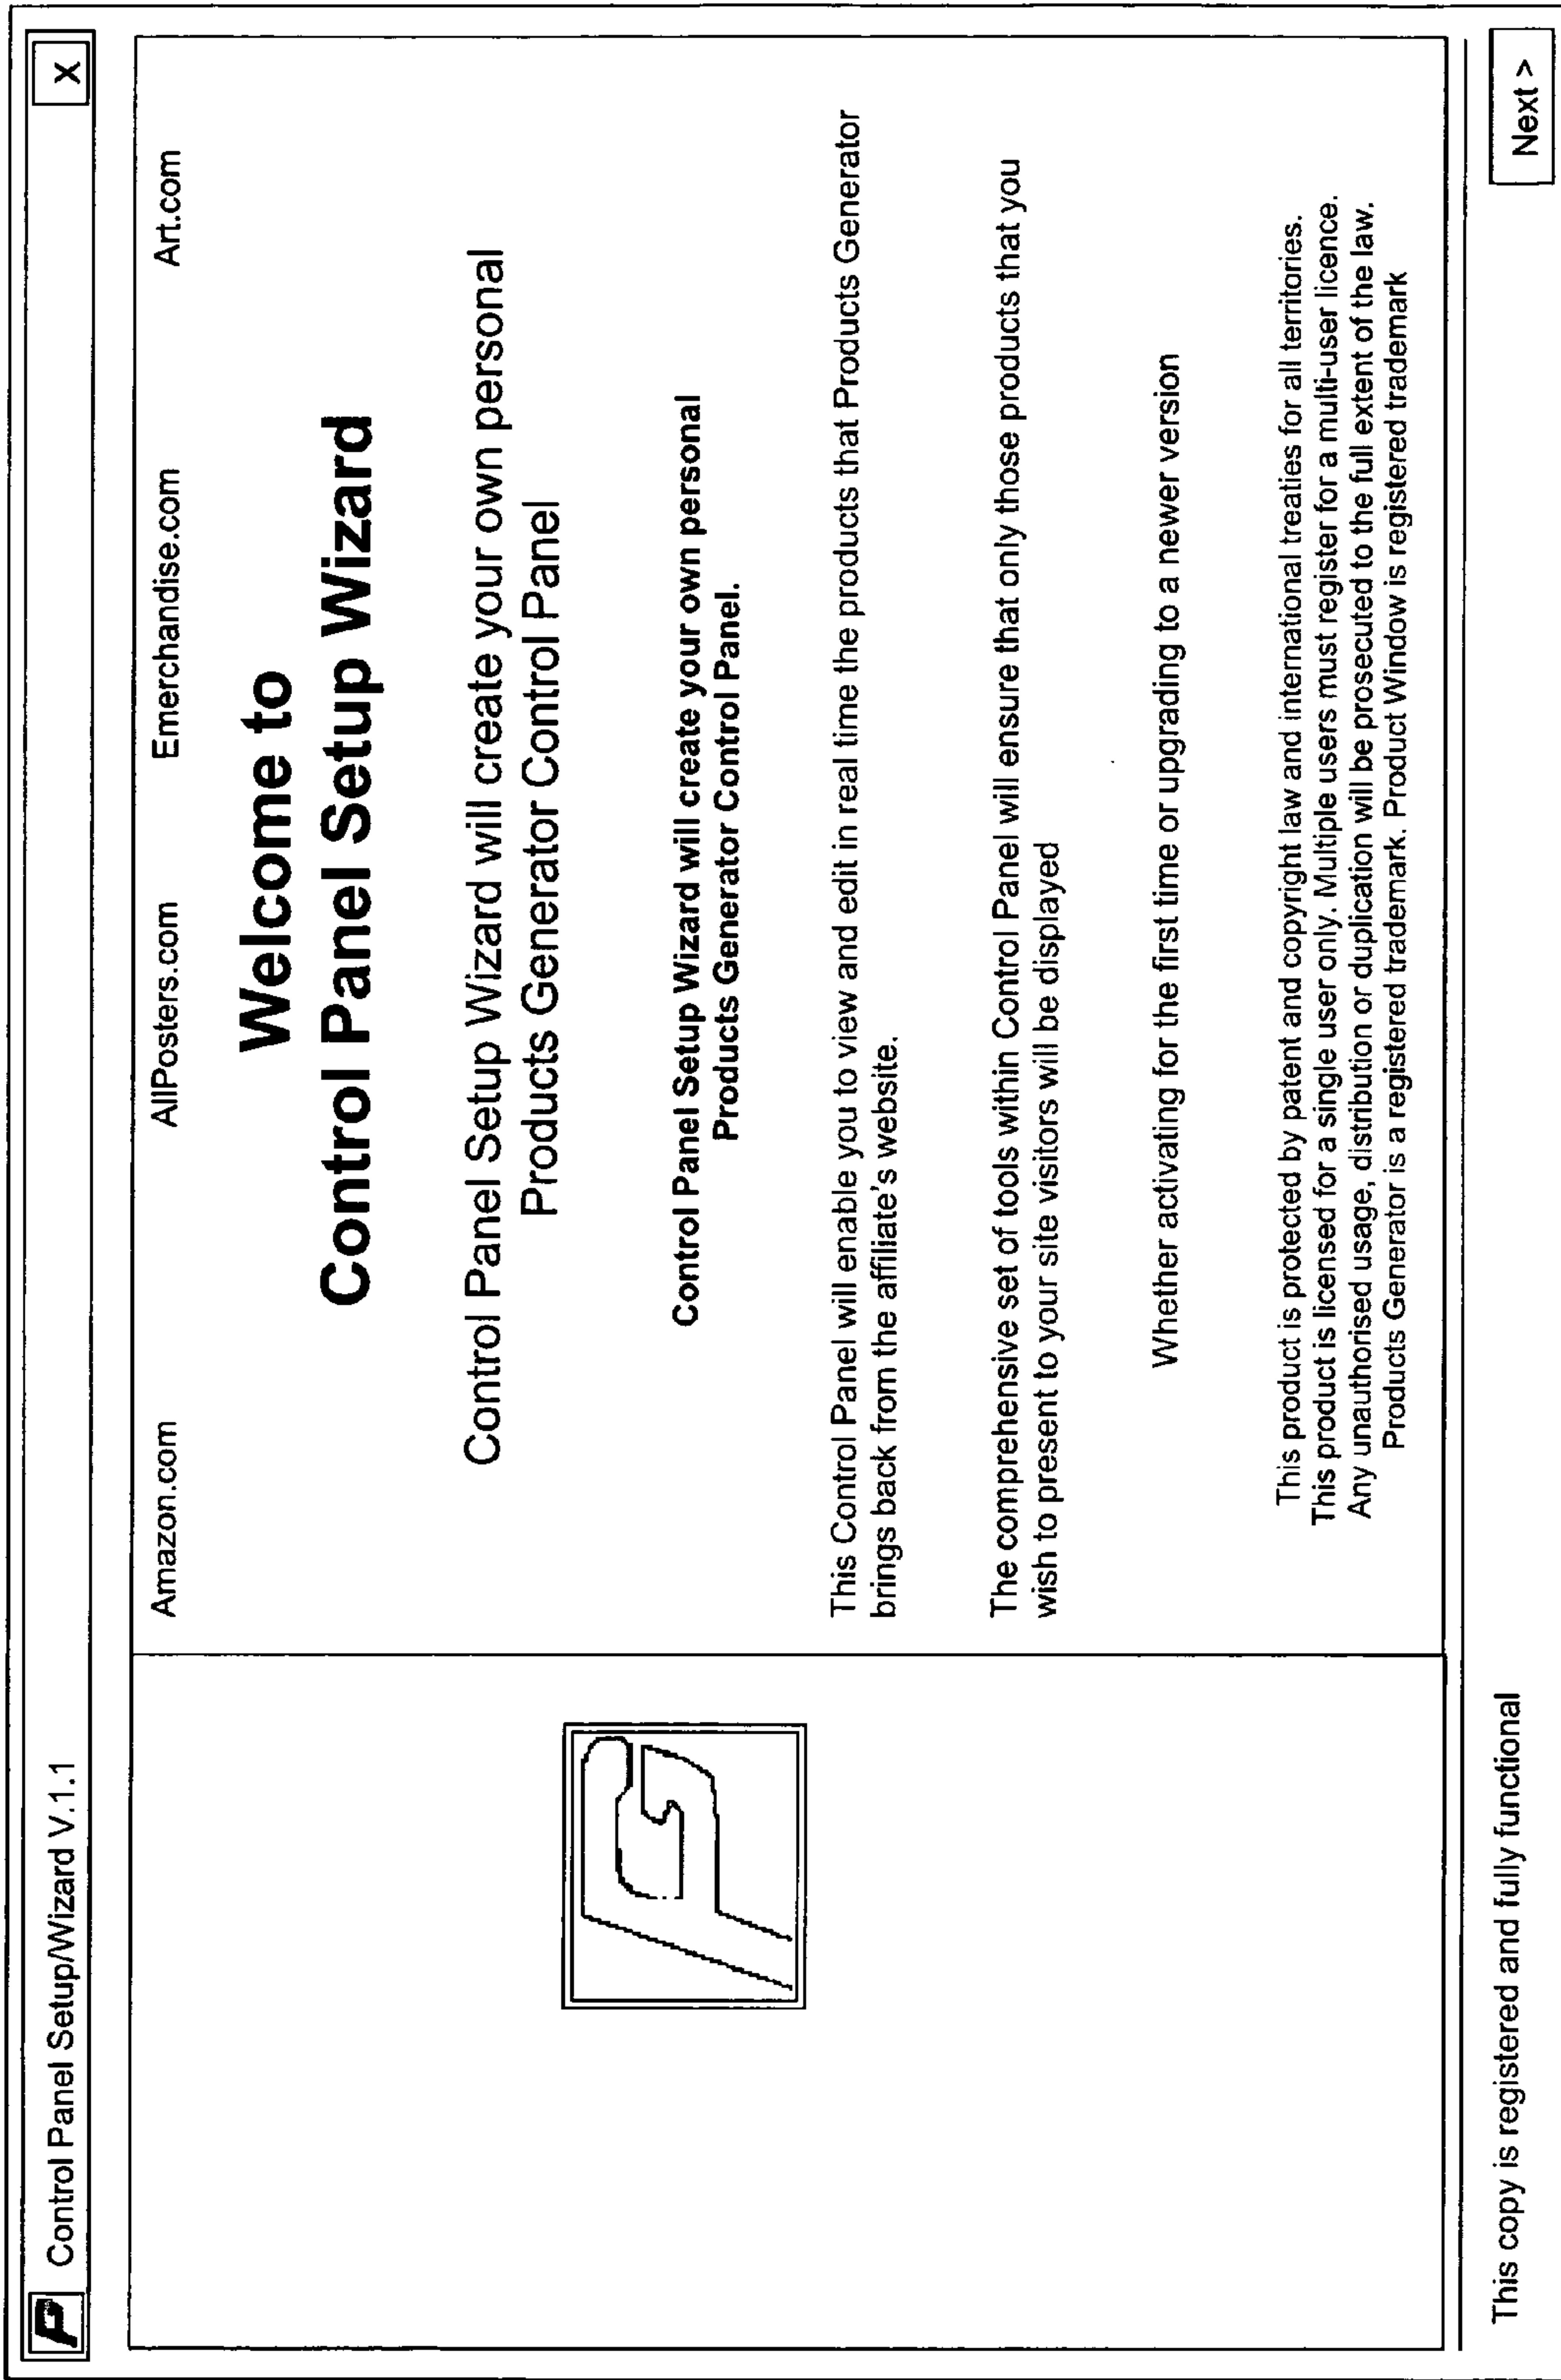 Control Panel Setup/Wizard V.1.1
X
Amazon.com AllPosters.com Emerchandise.com Art.com
Welcome to
Control Panel Setup Wizard
Control Panel Setup Wizard will create your own personal
Products Generator Control Panel
Control Panel Setup Wizard will create your own personal
Products Generator Control Panel.
This Control Panel will enable you to view and edit in real time the products that Products Generator
brings back from the affiliate's website.
The comprehensive set of tools within Control Panel will ensure that only those products that you
wish to present to your site visitors will be displayed
Whether activating for the first time or upgrading to a newer version
This product is protected by patent and copyright law and international treaties for all territories.
This product is licensed for a single user only. Multiple users must register for a multi-user licence.
Any unauthorised usage, distribution or duplication will be prosecuted to the full extent of the law.
Products Generator is a registered trademark. Product Window is registered trademark
This copy is registered and fully functional
Next >